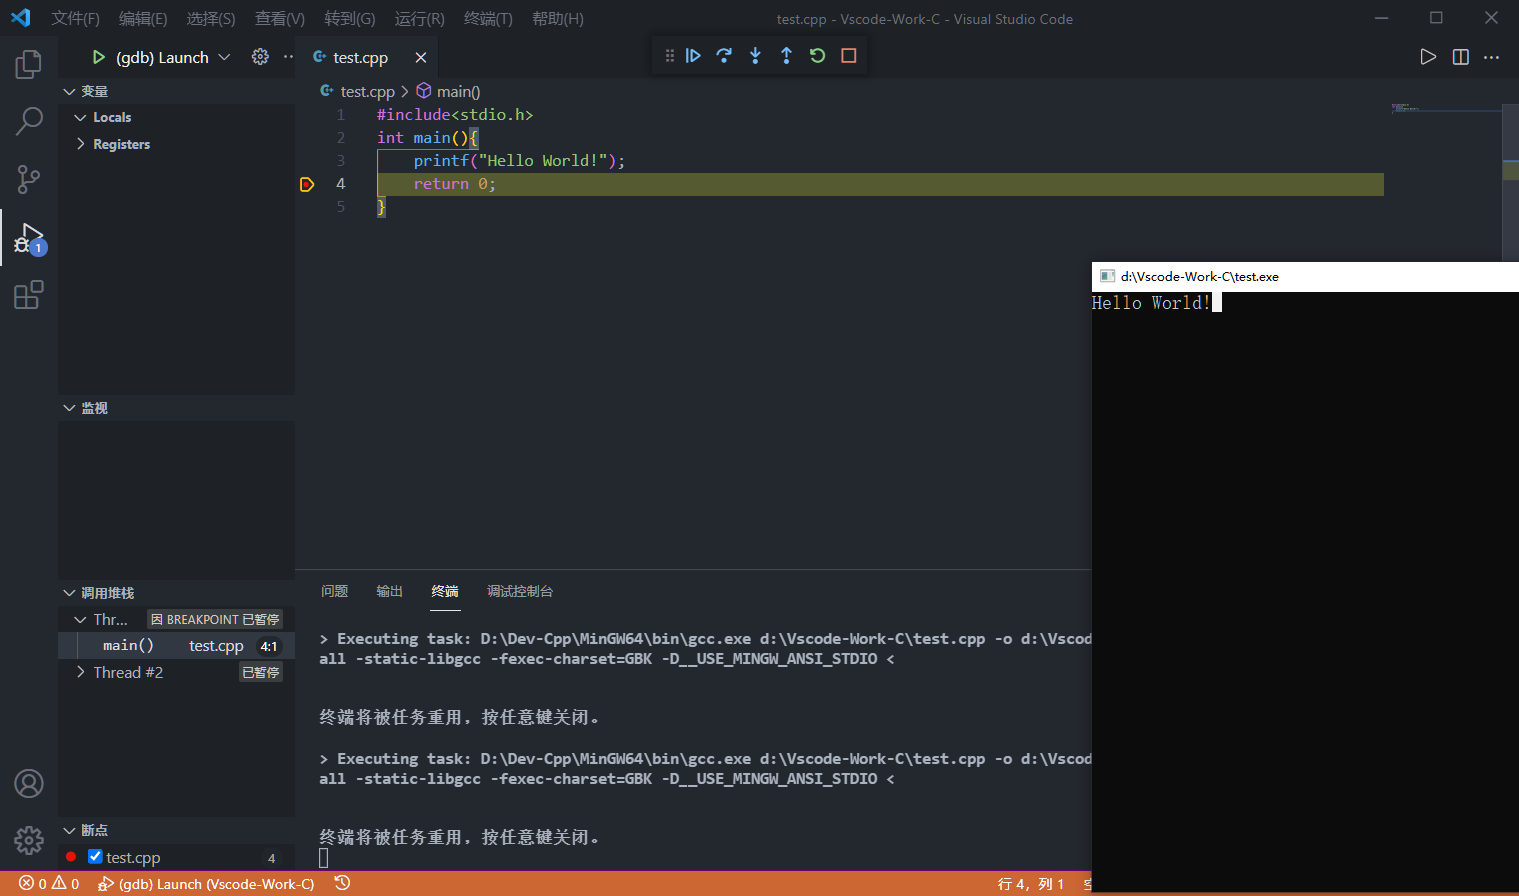 文件(F) 编辑(E) 选择(S) 查看(V) 转到(G) 运行(R) 终端(T) 帮助(H) test.cpp - Vscode-Work-C - Visual Studio Code
(gdb) Launch
test.cpp
变量
Locals
Registers
监视
调用堆栈
Thr... 因 BREAKPOINT 已暂停
main() test.cpp 4:1
Thread #2 已暂停
断点
test.cpp 4
1
test.cpp > main()
1 #include<stdio.h>
2 int main(){
3 printf("Hello World!");
4 return 0;
5 }
d:\Vscode-Work-C\test.exe
Hello World!
问题 输出 终端 调试控制台
> Executing task: D:\Dev-Cpp\MinGW64\bin\gcc.exe d:\Vscode-Work-C\test.cpp -o d:\Vscod
all -static-libgcc -fexec-charset=GBK -D__USE_MINGW_ANSI_STDIO <
终端将被任务重用，按任意键关闭。
> Executing task: D:\Dev-Cpp\MinGW64\bin\gcc.exe d:\Vscode-Work-C\test.cpp -o d:\Vscod
all -static-libgcc -fexec-charset=GBK -D__USE_MINGW_ANSI_STDIO <
终端将被任务重用，按任意键关闭。
0 0 (gdb) Launch (Vscode-Work-C) 行 4，列 1